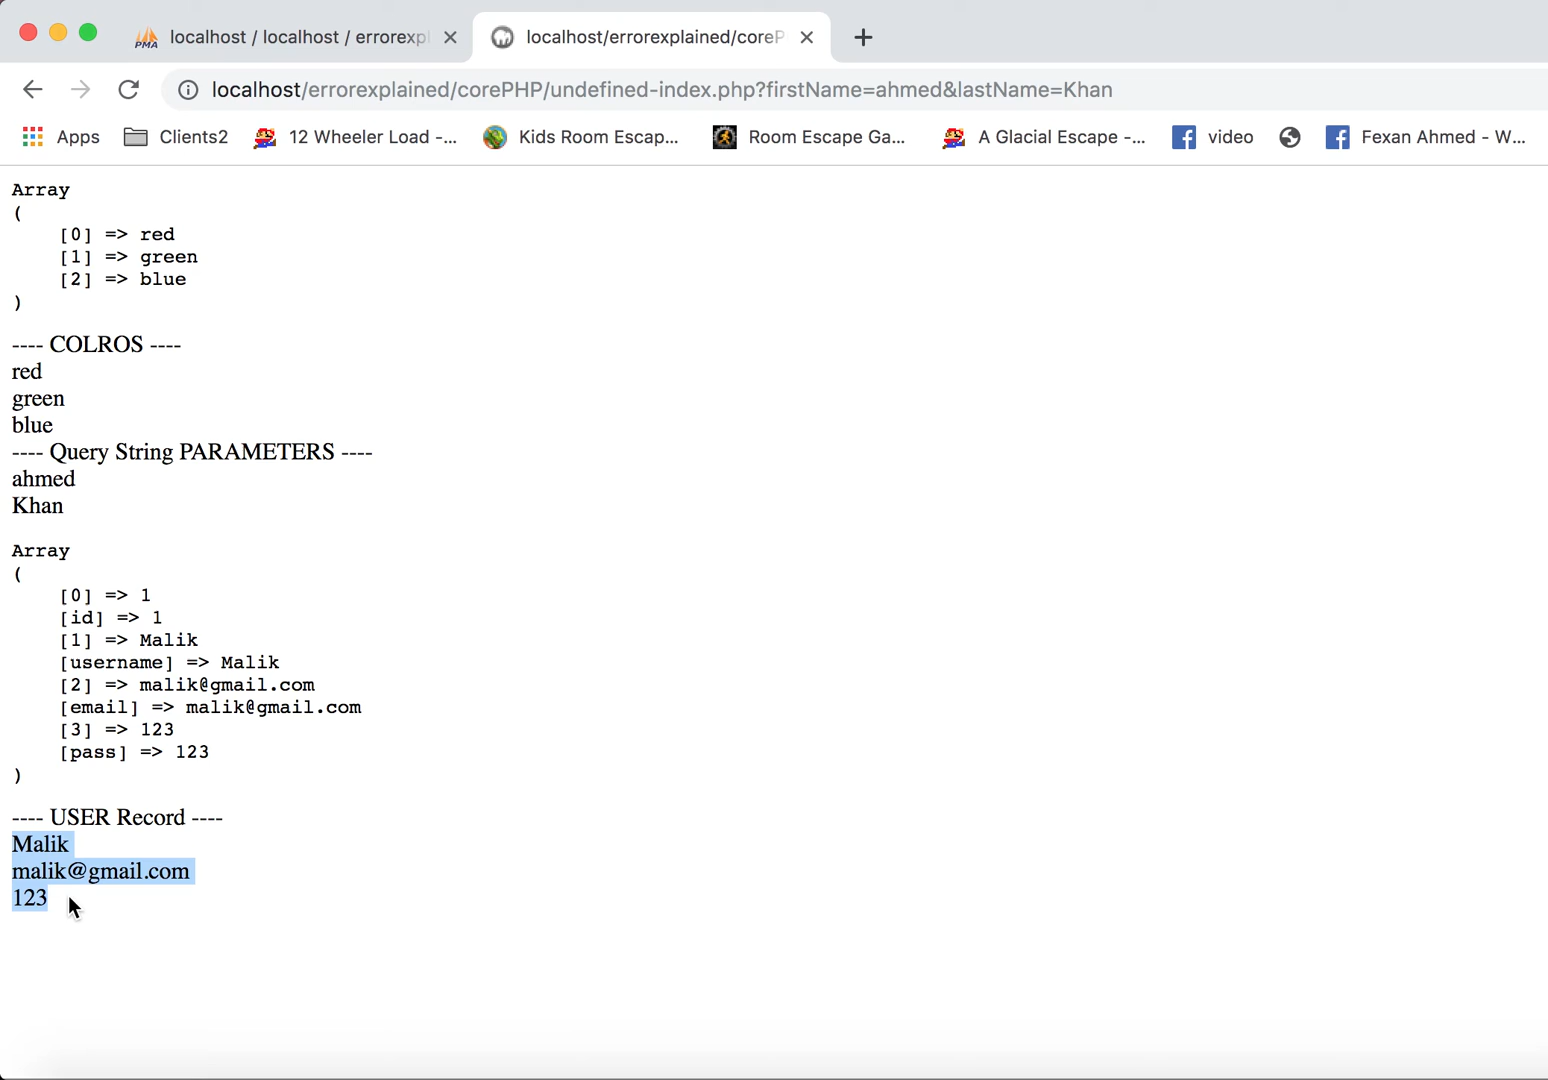 PMA localhost / localhost / errorexpl
localhost/errorexplained/coreP
localhost/errorexplained/corePHP/undefined-index.php?firstName=ahmed&lastName=Khan
Apps Clients2 12 Wheeler Load -... Kids Room Escap... Room Escape Ga... A Glacial Escape -... video Fexan Ahmed - W...
Array
(
[0] => red
[1] => green
[2] => blue
)
---- COLROS ----
red
green
blue
---- Query String PARAMETERS ----
ahmed
Khan
Array
(
[0] => 1
[id] => 1
[1] => Malik
[username] => Malik
[2] => malik@gmail.com
[email] => malik@gmail.com
[3] => 123
[pass] => 123
)
---- USER Record ----
Malik
malik@gmail.com
123